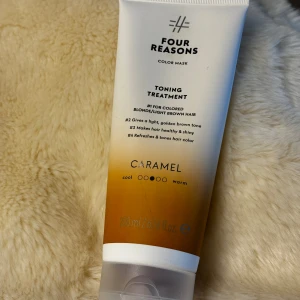 FOUR
REASONS
COLOR MASK
TONING
TREATMENT
#1 FOR COLORED
BLONDE/LIGHT BROWN HAIR
#2 Gives a light, golden brown tone
#3 Makes hair healthy & shiny
#4 Refreshes & tones hair color
CARAMEL
cool warm